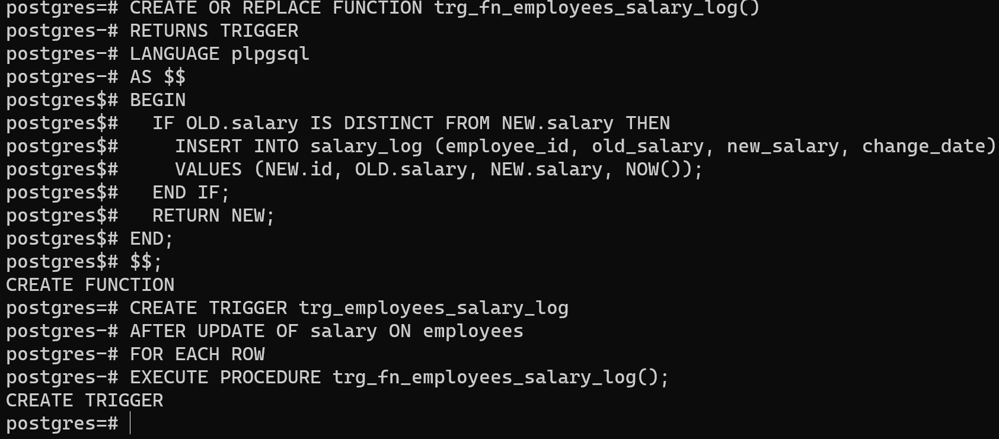 postgres=# CREATE OR REPLACE FUNCTION trg_fn_employees_salary_log()
postgres-# RETURNS TRIGGER
postgres-# LANGUAGE plpgsql
postgres-# AS $$
postgres$# BEGIN
postgres$#   IF OLD.salary IS DISTINCT FROM NEW.salary THEN
postgres$#     INSERT INTO salary_log (employee_id, old_salary, new_salary, change_date)
postgres$#     VALUES (NEW.id, OLD.salary, NEW.salary, NOW());
postgres$#   END IF;
postgres$#   RETURN NEW;
postgres$# END;
postgres$# $$;
CREATE FUNCTION
postgres=# CREATE TRIGGER trg_employees_salary_log
postgres-# AFTER UPDATE OF salary ON employees
postgres-# FOR EACH ROW
postgres-# EXECUTE PROCEDURE trg_fn_employees_salary_log();
CREATE TRIGGER
postgres=#